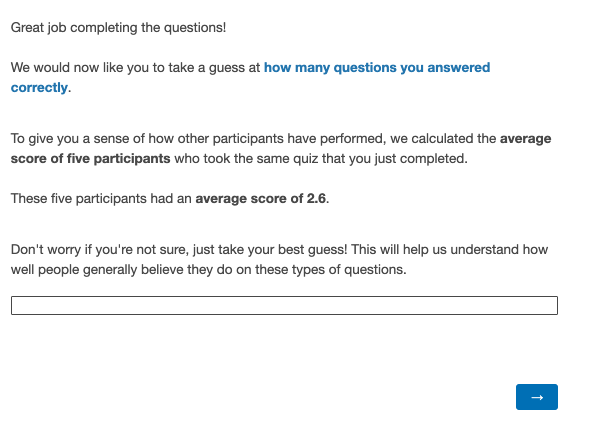 Great job completing the questions!
We would now like you to take a guess at how many questions you answered
correctly.
To give you a sense of how other participants have performed, we calculated the average
score of five participants who took the same quiz that you just completed.
These five participants had an average score of 2.6.
Don't worry if you're not sure, just take your best guess! This will help us understand how
well people generally believe they do on these types of questions.
→